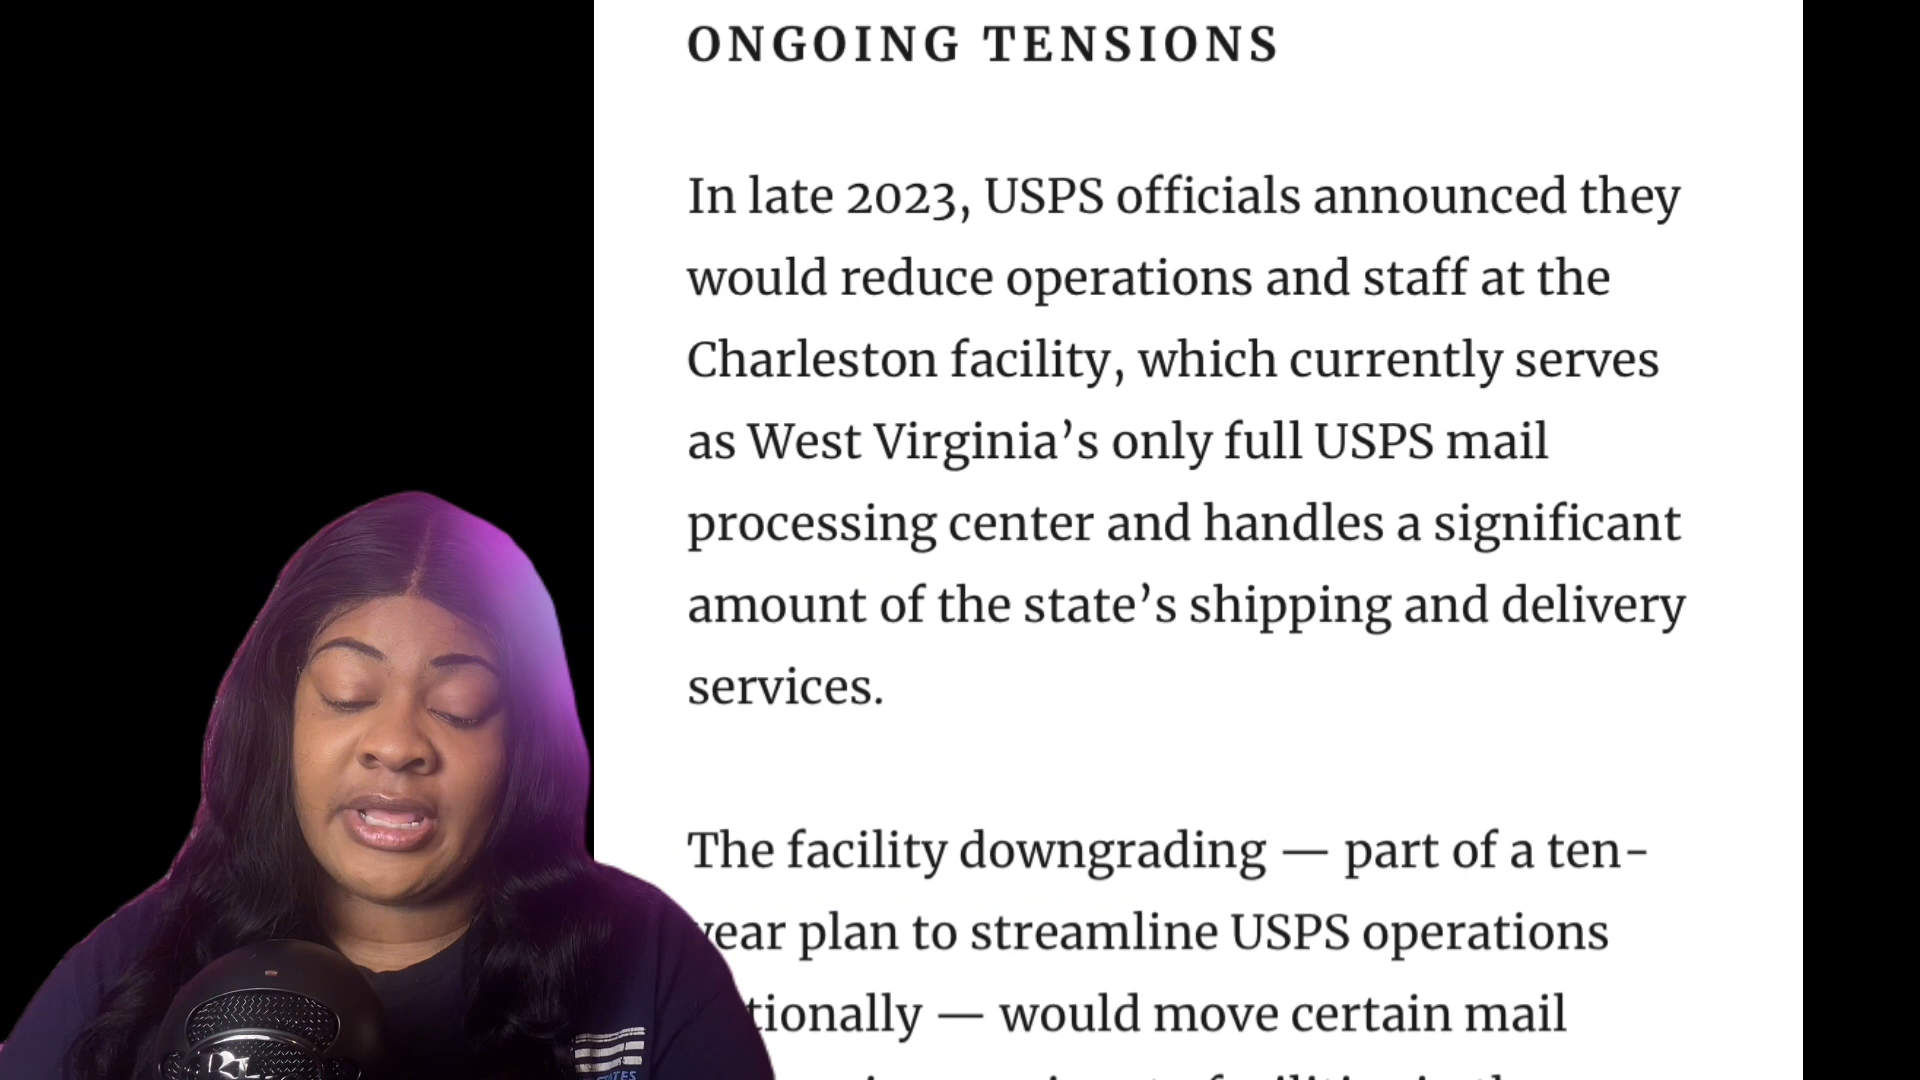 ONGOING TENSIONS
In late 2023, USPS officials announced they
would reduce operations and staff at the
Charleston facility, which currently serves
as West Virginia’s only full USPS mail
processing center and handles a significant
amount of the state’s shipping and delivery
services.
The facility downgrading — part of a ten-
year plan to streamline USPS operations
tionally — would move certain mail